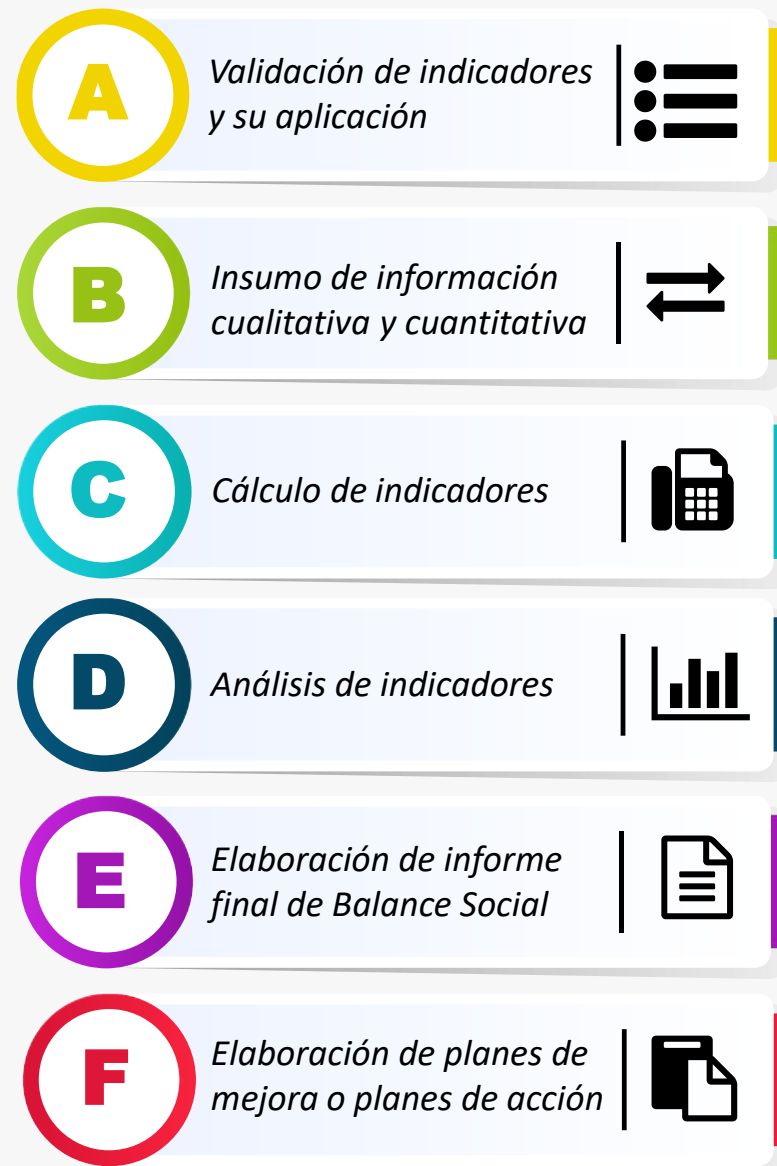 A
Validación de indicadores
y su aplicación
B
Insumo de información
cualitativa y cuantitativa
C
Cálculo de indicadores
D
Análisis de indicadores
E
Elaboración de informe
final de Balance Social
F
Elaboración de planes de
mejora o planes de acción